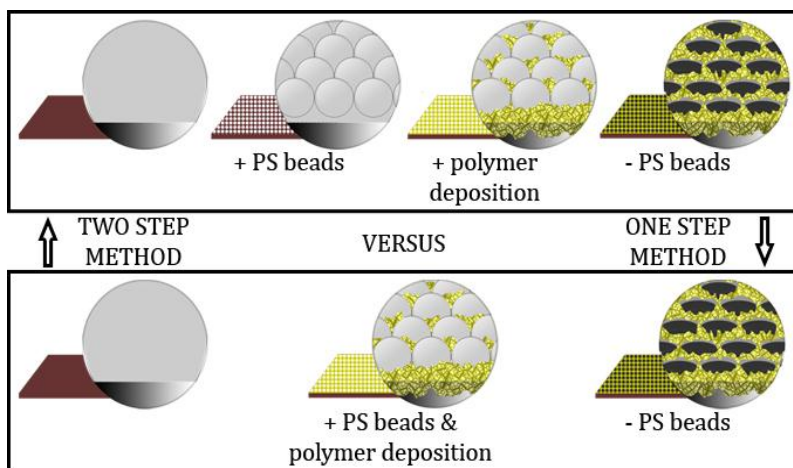 + PS beads
+ polymer
deposition
- PS beads
TWO STEP
METHOD
VERSUS
ONE STEP
METHOD
+ PS beads &
polymer deposition
- PS beads